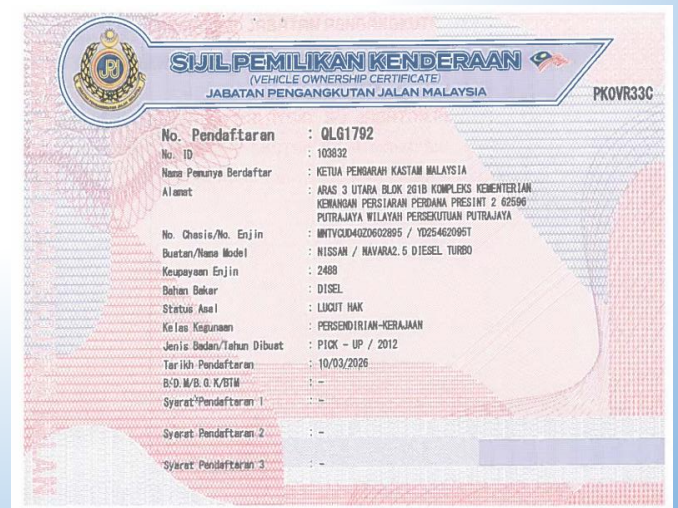 SIJIL PEMILIKAN KENDERAAN
(VEHICLE OWNERSHIP CERTIFICATE)
JABATAN PENGANGKUTAN JALAN MALAYSIA
PKOVR33C
No. Pendaftaran : QLG1792
No. ID : 103832
Nama Pemunya Berdaftar : KETUA PENGARAH KASTAM MALAYSIA
Alamat : ARAS 3 UTARA BLOK 2G1B KOMPLEKS KEMENTERIAN
KEWANGAN PERSIARAN PERDANA PRESINT 2 62596
PUTRAJAYA WILAYAH PERSEKUTUAN PUTRAJAYA
No. Chasis/No. Enjin : MNTVCUD40Z0602895 / YD25462095T
Buatan/Nama Model : NISSAN / NAVARA2.5 DIESEL TURBO
Keupayaan Enjin : 2488
Bahan Bakar : DISEL
Status Asal : LUCUT HAK
Kelas Kegunaan : PERSENDIRIAN-KERAJAAN
Jenis Badan/Tahun Dibuat : PICK - UP / 2012
Tarikh Pendaftaran : 10/03/2026
B.D.M/B.G.K/BTM : -
Syarat Pendaftaran 1 : -
Syarat Pendaftaran 2 : -
Syarat Pendaftaran 3 : -